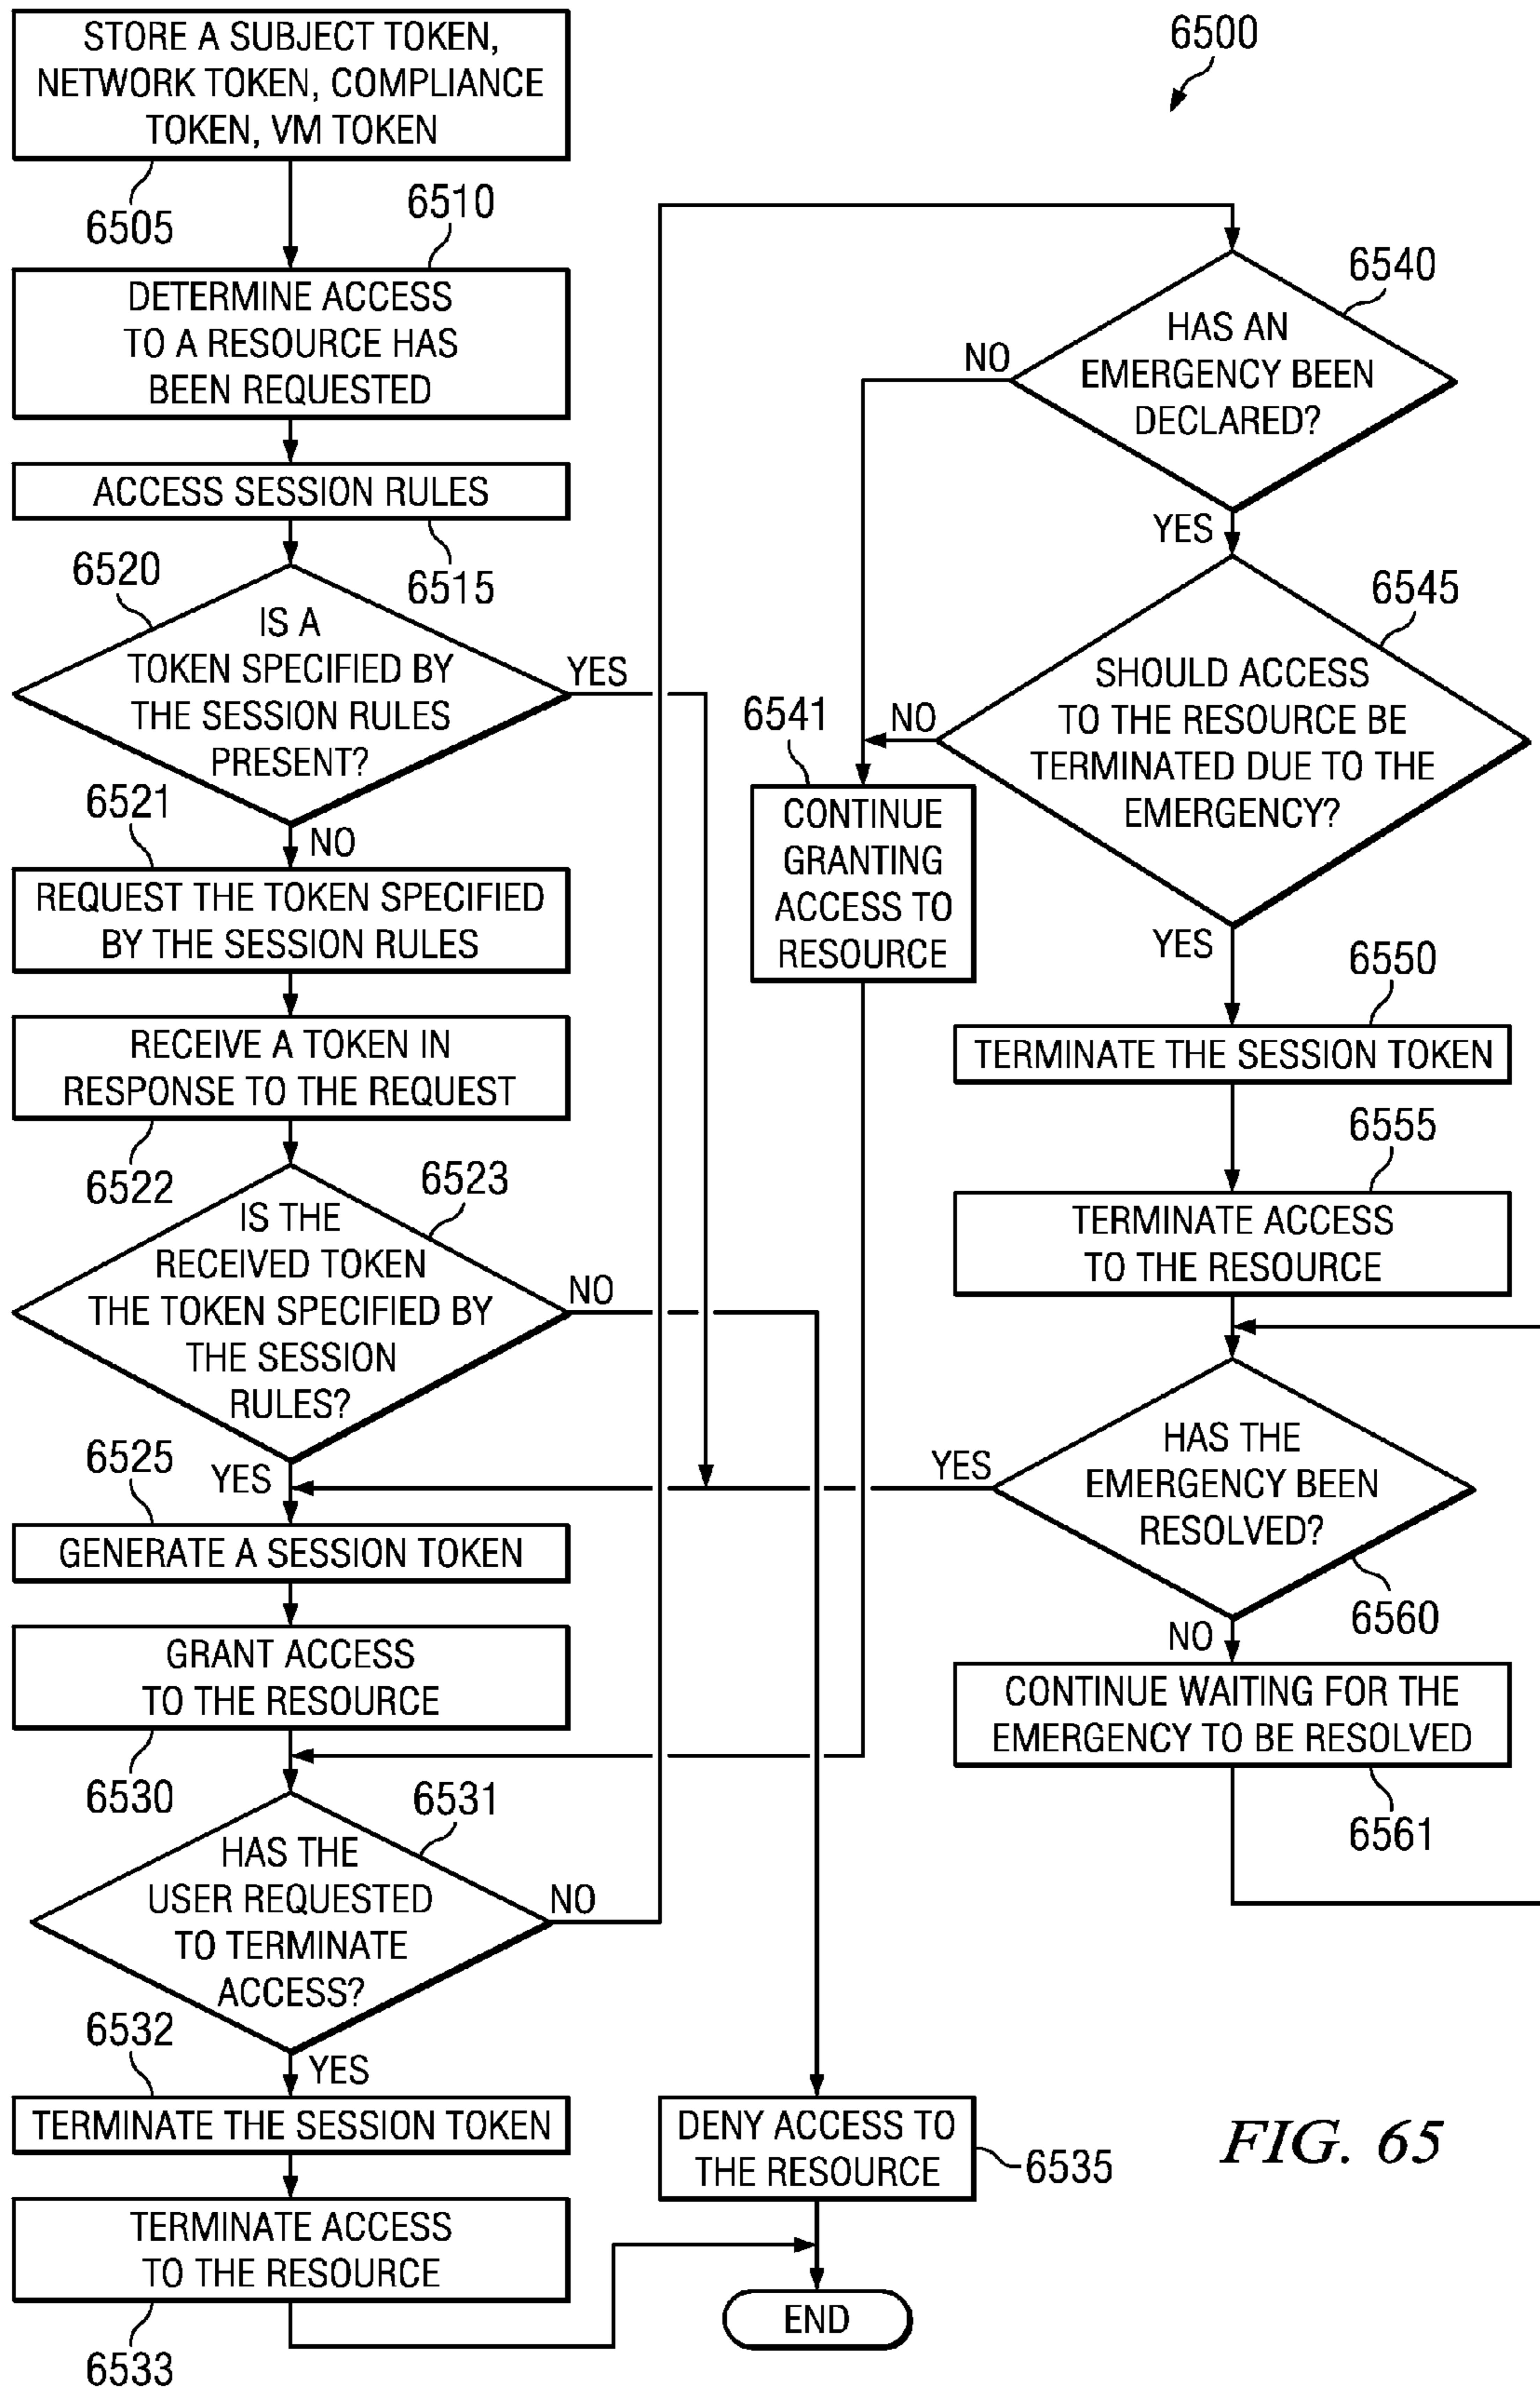 STORE A SUBJECT TOKEN,
NETWORK TOKEN, COMPLIANCE
TOKEN, VM TOKEN
6505
6510
DETERMINE ACCESS
TO A RESOURCE HAS
BEEN REQUESTED
ACCESS SESSION RULES
6515
6520
IS A
TOKEN SPECIFIED BY
THE SESSION RULES
PRESENT?
YES
NO
6521
REQUEST THE TOKEN SPECIFIED
BY THE SESSION RULES
RECEIVE A TOKEN IN
RESPONSE TO THE REQUEST
6522
6523
IS THE
RECEIVED TOKEN
THE TOKEN SPECIFIED BY
THE SESSION
RULES?
NO
YES
6525
GENERATE A SESSION TOKEN
GRANT ACCESS
TO THE RESOURCE
6530
6531
HAS THE
USER REQUESTED
TO TERMINATE
ACCESS?
NO
YES
6532
TERMINATE THE SESSION TOKEN
TERMINATE ACCESS
TO THE RESOURCE
6533
6500
6540
HAS AN
EMERGENCY BEEN
DECLARED?
NO
YES
6545
SHOULD ACCESS
TO THE RESOURCE BE
TERMINATED DUE TO THE
EMERGENCY?
NO
YES
6541
CONTINUE
GRANTING
ACCESS TO
RESOURCE
6550
TERMINATE THE SESSION TOKEN
6555
TERMINATE ACCESS
TO THE RESOURCE
HAS THE
EMERGENCY BEEN
RESOLVED?
YES
6560
NO
CONTINUE WAITING FOR THE
EMERGENCY TO BE RESOLVED
6561
DENY ACCESS TO
THE RESOURCE
6535
END
FIG. 65